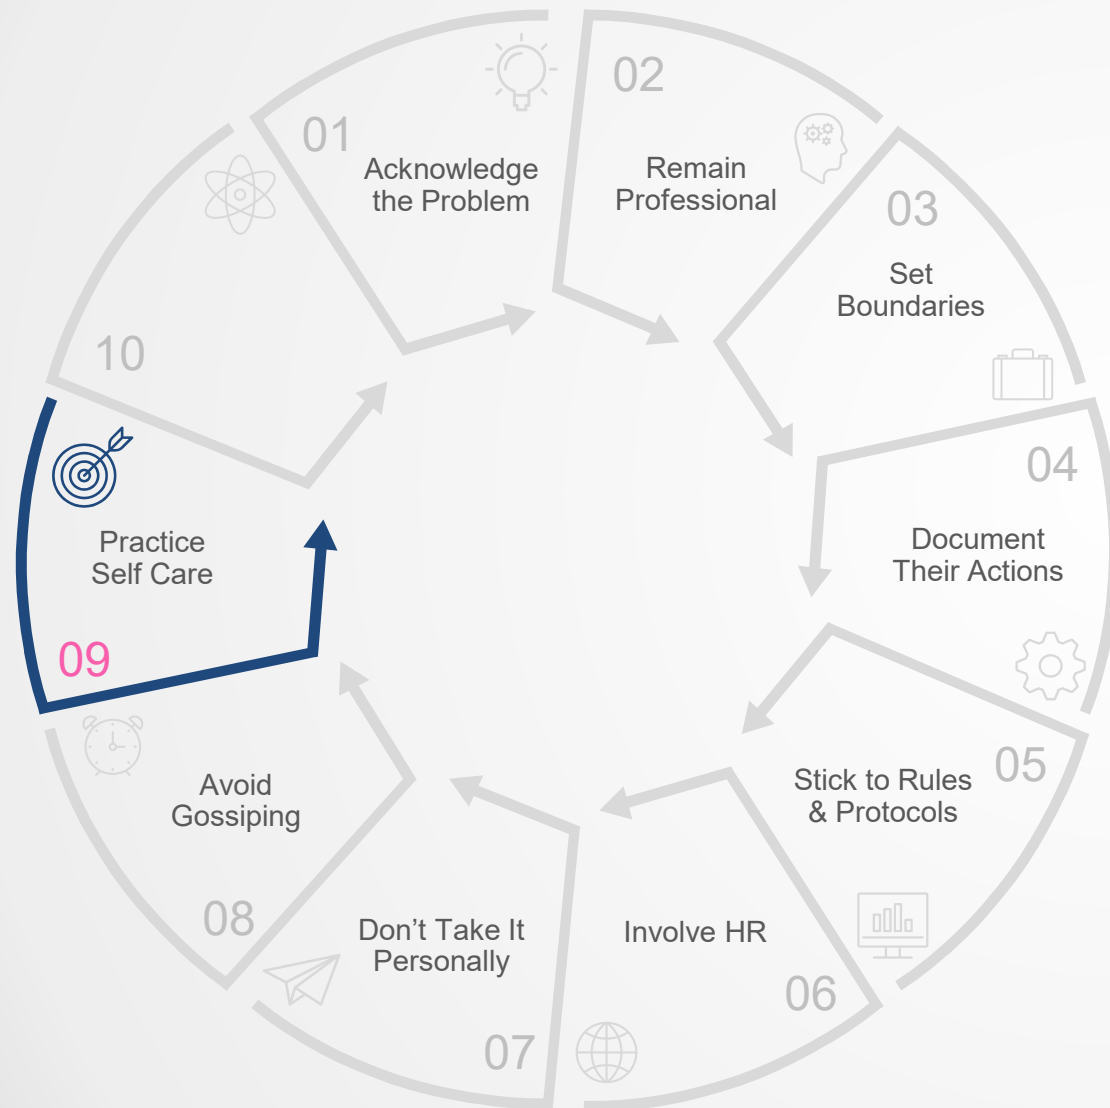 01
Acknowledge
the Problem
02
Remain
Professional
03
Set
Boundaries
04
Document
Their Actions
05
Stick to Rules
& Protocols
06
Involve HR
07
Don’t Take It
Personally
08
Avoid
Gossiping
09
Practice
Self Care
10